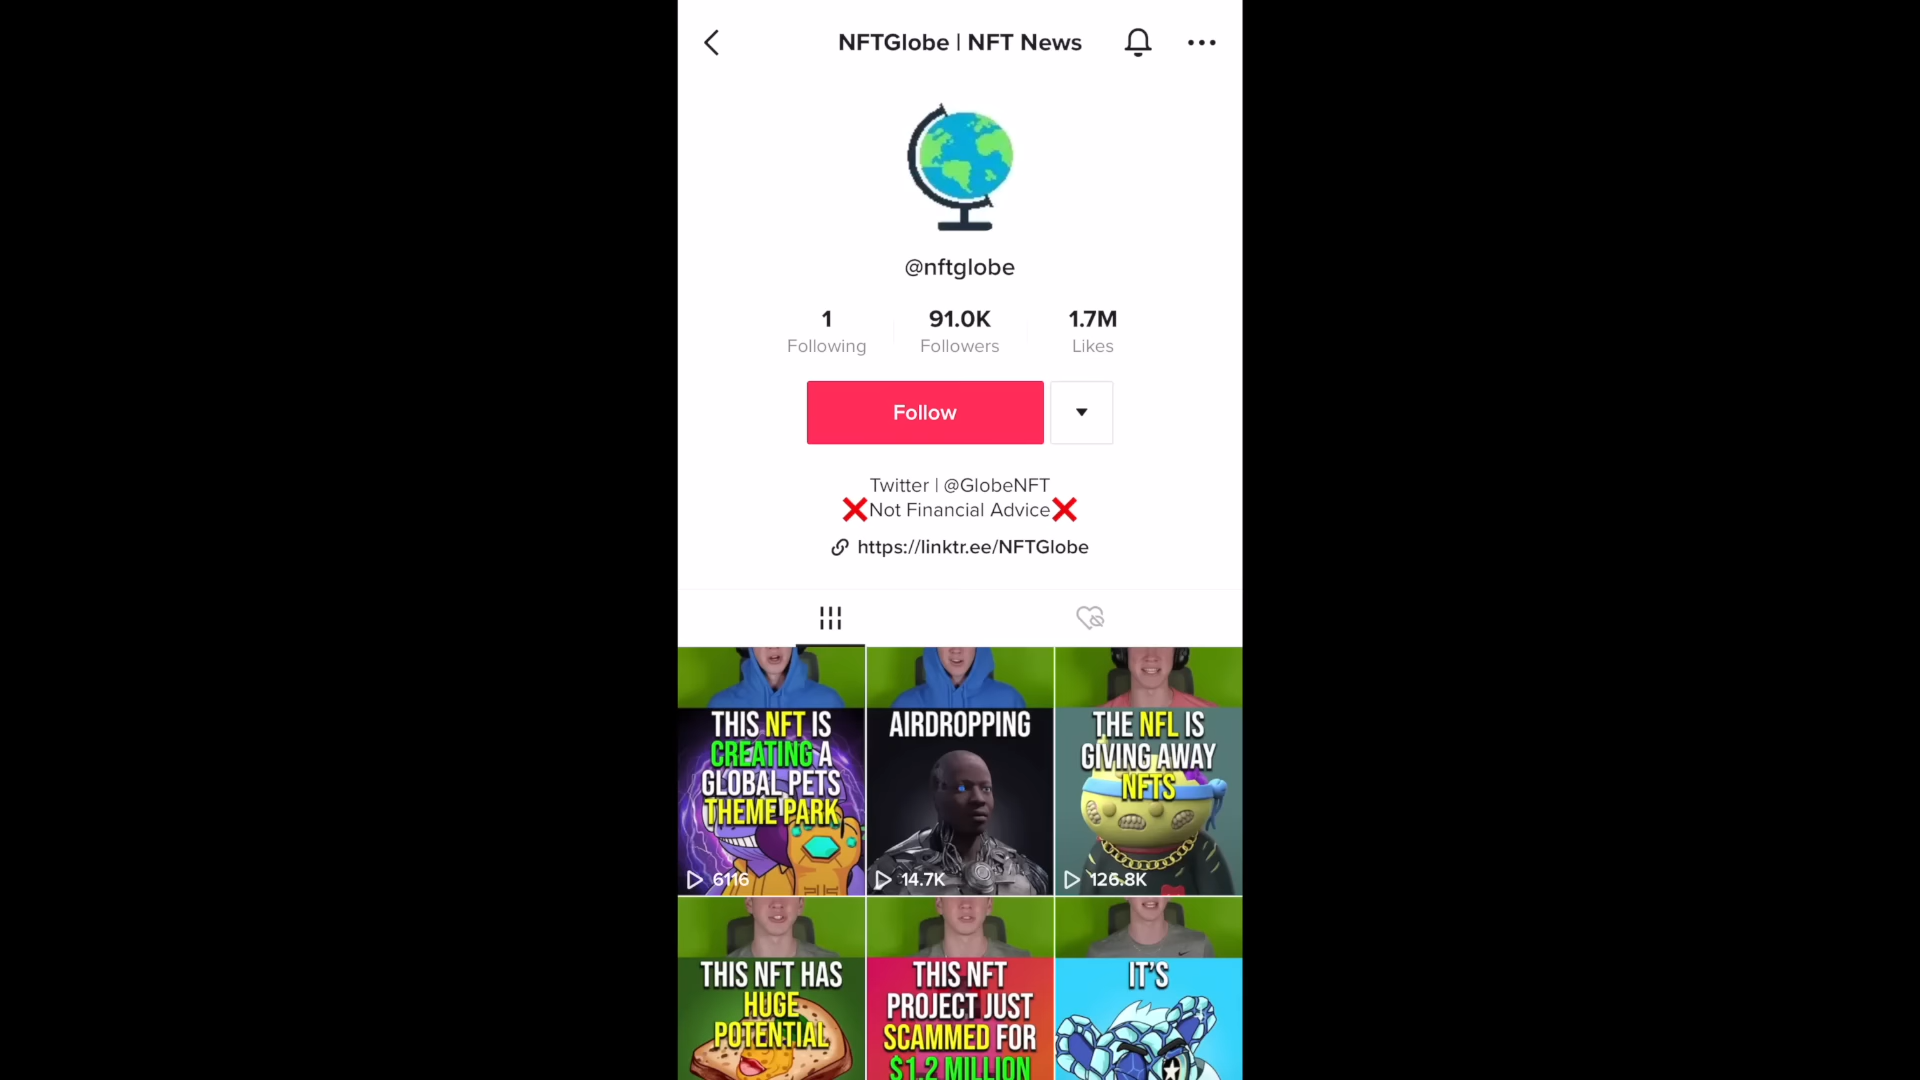 NFTGlobe | NFT News
@nftglobe
1
Following
91.0K
Followers
1.7M
Likes
Follow
Twitter | @GlobeNFT
❌Not Financial Advice❌
https://linktr.ee/NFTGlobe
THIS NFT IS
CREATING A
GLOBAL PETS
THEME PARK
6116
AIRDROPPING
14.7K
THE NFL IS
GIVING AWAY
NFTS
126.8K
THIS NFT HAS
HUGE
POTENTIAL
THIS NFT
PROJECT JUST
SCAMMED FOR
$1.2 MILLION
IT'S